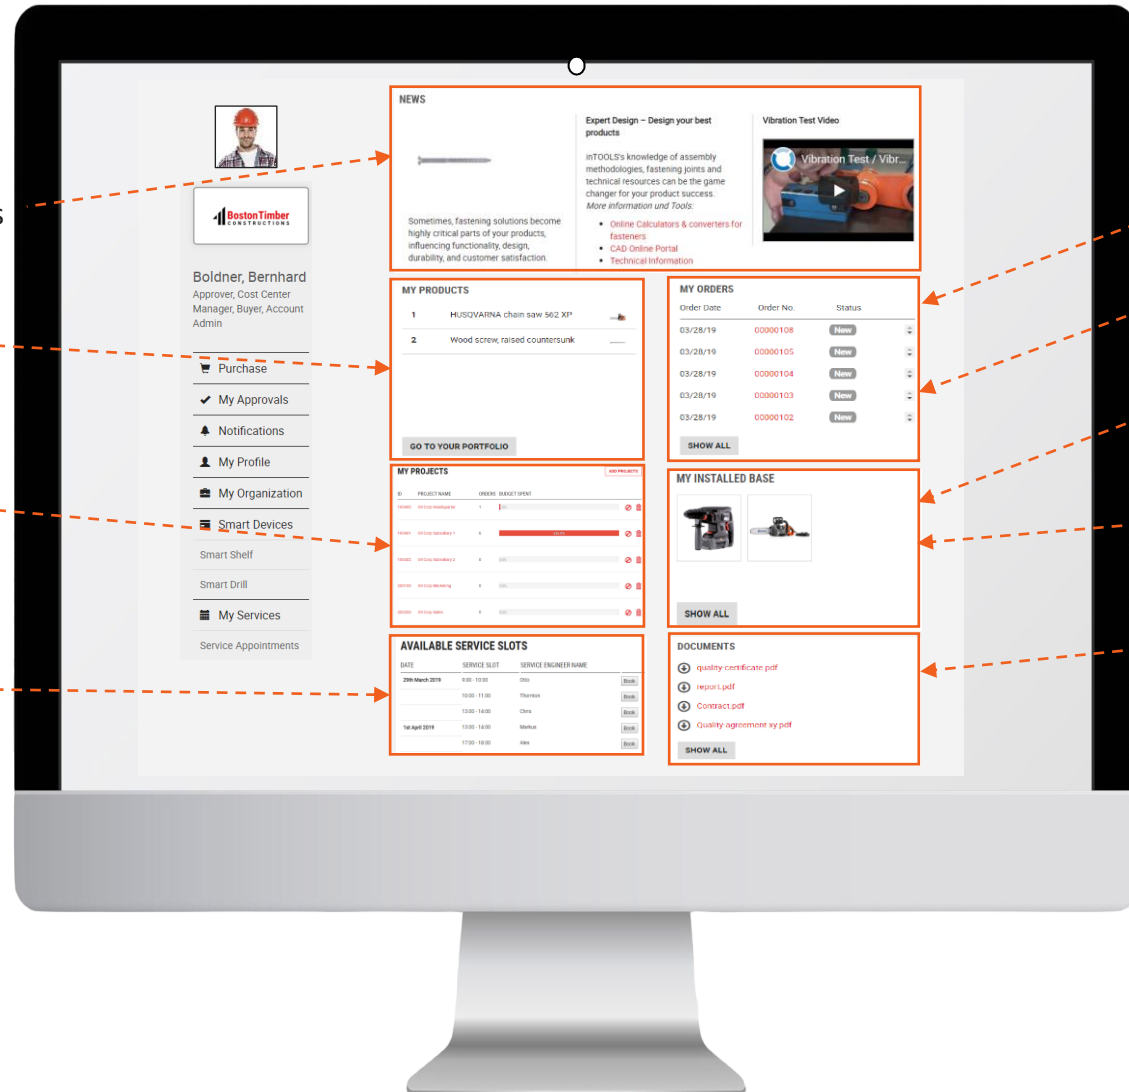 s
BostonTimber
CONSTRUCTIONS
Boldner, Bernhard
Approver, Cost Center
Manager, Buyer, Account
Admin
Purchase
My Approvals
Notifications
My Profile
My Organization
Smart Devices
Smart Shelf
Smart Drill
My Services
Service Appointments
NEWS
Sometimes, fastening solutions become
highly critical parts of your products,
influencing functionality, design,
durability, and customer satisfaction.
Expert Design – Design your best
products
inTOOLS's knowledge of assembly
methodologies, fastening joints and
technical resources can be the game
changer for your product success.
More information und Tools:
• Online Calculators & converters for
fasteners
• CAD Online Portal
• Technical Information
Vibration Test Video
Vibration Test / Vibr...
MY PRODUCTS
1 HUSQVARNA chain saw 562 XP
2 Wood screw, raised countersunk
GO TO YOUR PORTFOLIO
MY ORDERS
Order Date Order No. Status
03/28/19 00000108 New
03/28/19 00000105 New
03/28/19 00000104 New
03/28/19 00000103 New
03/28/19 00000102 New
SHOW ALL
MY PROJECTS
ADD PROJECTS
ID PROJECT NAME ORDERS BUDGET SPENT
MY INSTALLED BASE
SHOW ALL
AVAILABLE SERVICE SLOTS
DATE SERVICE SLOT SERVICE ENGINEER NAME
29th March 2019 9:00 - 10:00 Otto Book
10:00 - 11:00 Thornton Book
13:00 - 14:00 Chris Book
1st April 2019 13:00 - 14:00 Markus Book
17:00 - 18:00 Alex Book
DOCUMENTS
quality-certificate.pdf
report.pdf
Contract.pdf
Quality-agreement-xy.pdf
SHOW ALL